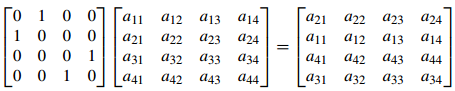 [0 1 0 0] [a11 a12 a13 a14] [a21 a22 a23 a24]
[1 0 0 0] [a21 a22 a23 a24] = [a11 a12 a13 a14]
[0 0 0 1] [a31 a32 a33 a34] [a41 a42 a43 a44]
[0 0 1 0] [a41 a42 a43 a44] [a31 a32 a33 a34]